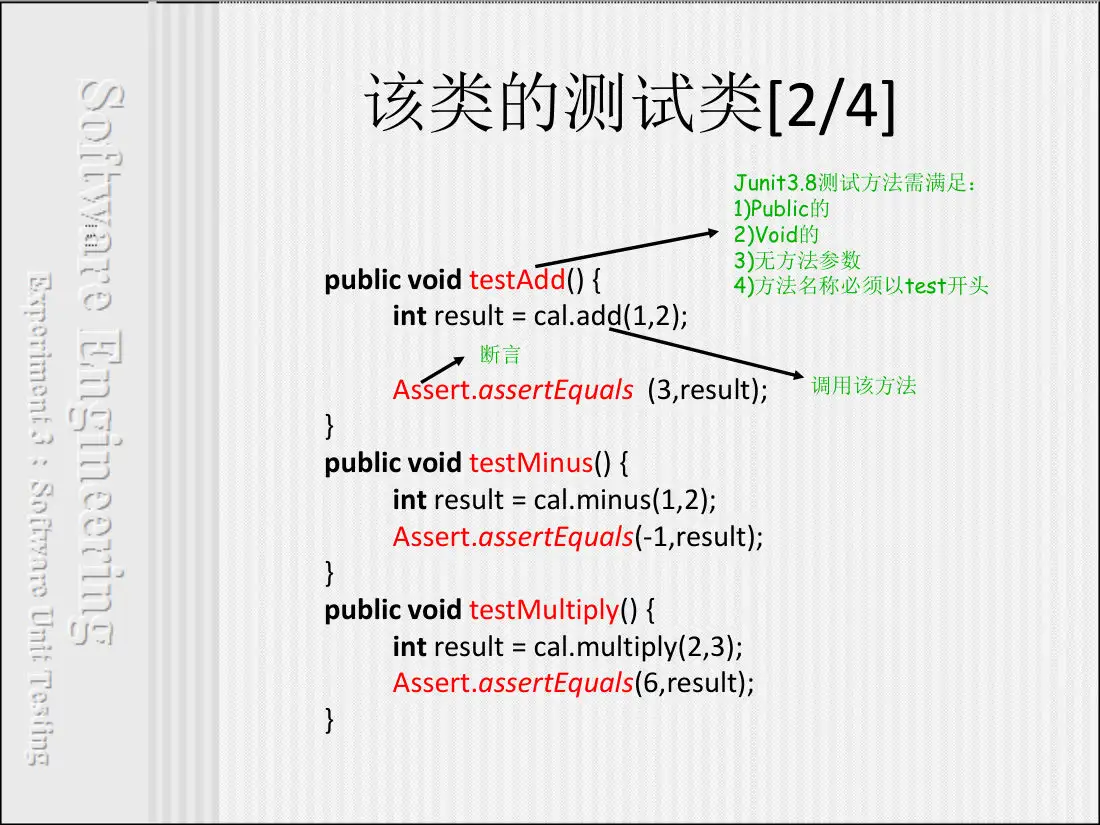 Software Engineering
Experiment 3 : Software Unit Testing
该类的测试类[2/4]
Junit3.8测试方法需满足：
1)Public的
2)Void的
3)无方法参数
4)方法名称必须以test开头
public void testAdd() {
int result = cal.add(1,2);
断言
调用该方法
Assert.assertEquals (3,result);
}
public void testMinus() {
int result = cal.minus(1,2);
Assert.assertEquals(-1,result);
}
public void testMultiply() {
int result = cal.multiply(2,3);
Assert.assertEquals(6,result);
}